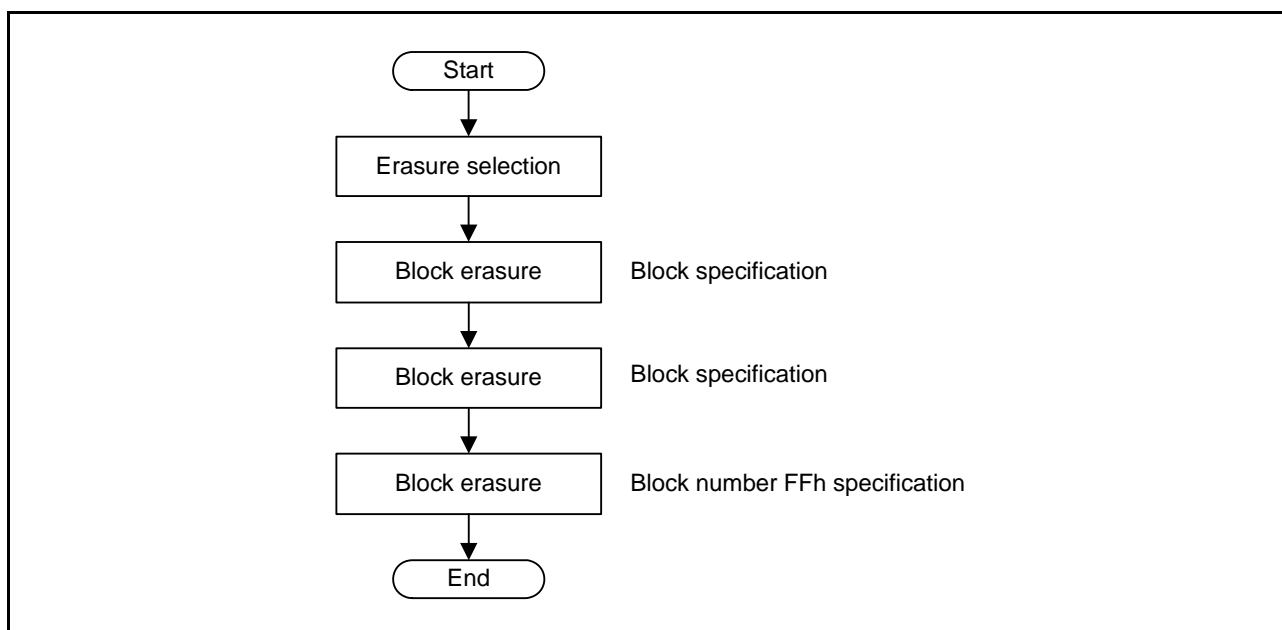 Start
Erasure selection
Block erasure
Block specification
Block erasure
Block specification
Block erasure
Block number FFh specification
End